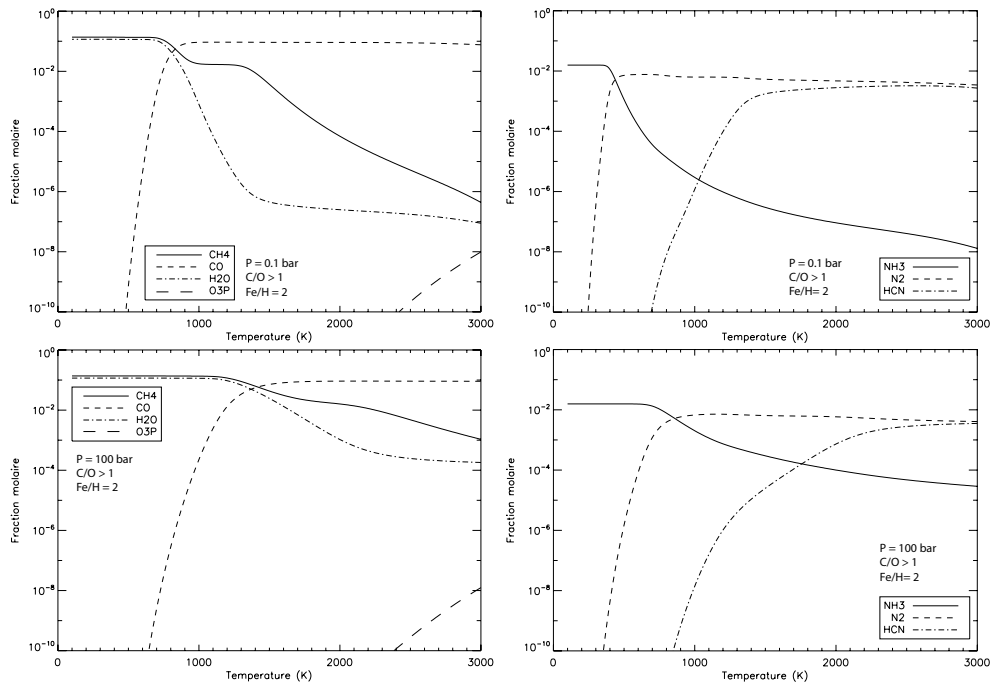 10^0
10^-2
10^-4
10^-6
10^-8
10^-10
Fraction molaire
CH4
CO
H2O
O3P
P = 0.1 bar
C/O > 1
Fe/H = 2
0 1000 2000 3000
Temperature (K)
10^0
10^-2
10^-4
10^-6
10^-8
10^-10
Fraction molaire
P = 0.1 bar
C/O > 1
Fe/H = 2
NH3
N2
HCN
0 1000 2000 3000
Temperature (K)
10^0
10^-2
10^-4
10^-6
10^-8
10^-10
Fraction molaire
CH4
CO
H2O
O3P
P = 100 bar
C/O > 1
Fe/H = 2
0 1000 2000 3000
Temperature (K)
10^0
10^-2
10^-4
10^-6
10^-8
10^-10
Fraction molaire
P = 100 bar
C/O > 1
Fe/H= 2
NH3
N2
HCN
0 1000 2000 3000
Temperature (K)